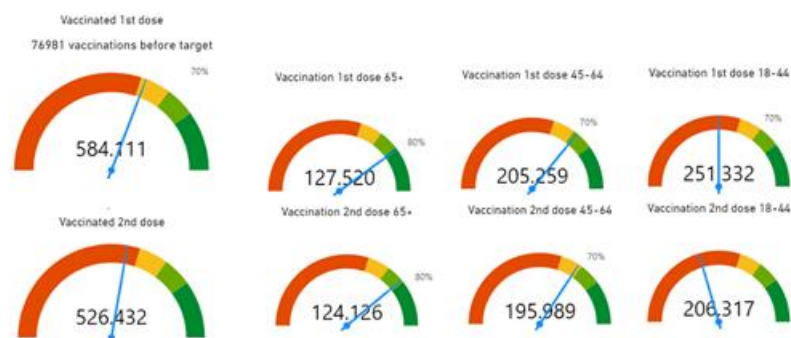 Vaccinated 1st dose
76981 vaccinations before target
70%
584.111
Vaccination 1st dose 65+
80%
127.520
Vaccination 1st dose 45-64
70%
205.259
Vaccination 1st dose 18-44
70%
251.332
Vaccinated 2nd dose
526.432
Vaccination 2nd dose 65+
80%
124.126
Vaccination 2nd dose 45-64
70%
195.989
Vaccination 2nd dose 18-44
206.317